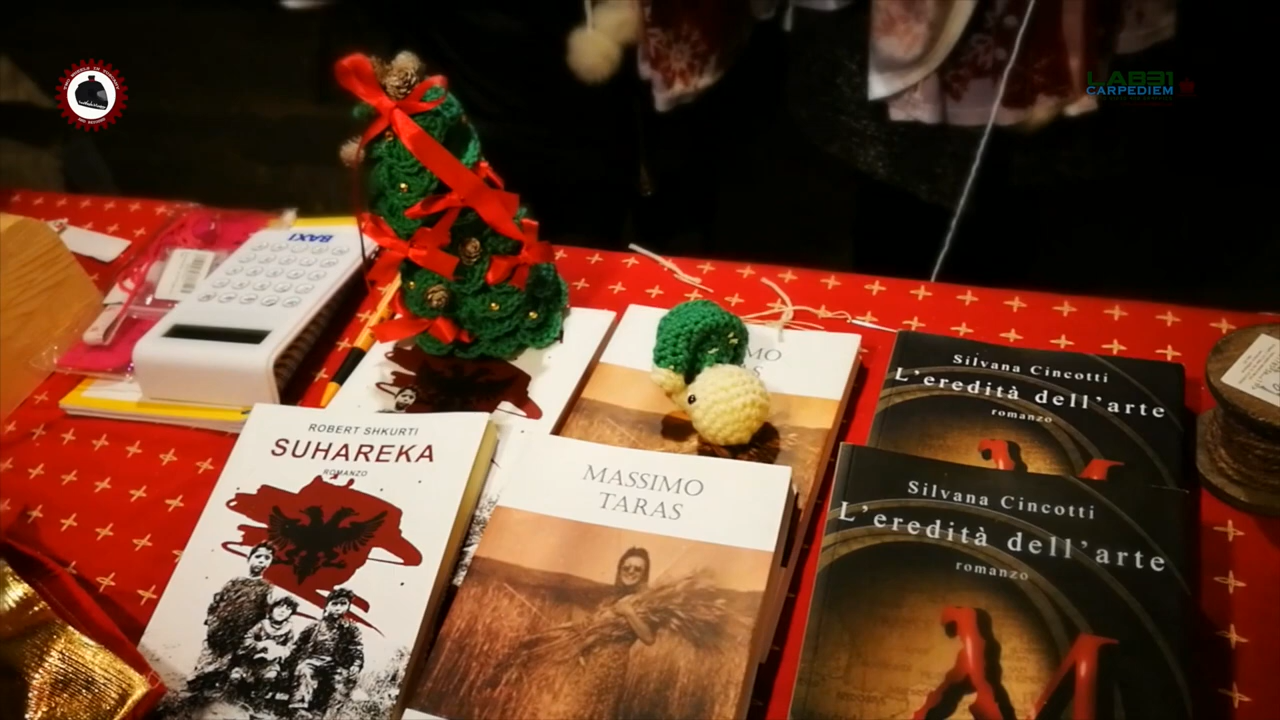 LAB31
CARPEDIEM
BAXI
MO
S
Silvana Cincotti
L'eredità dell'arte
romanzo
ROBERT SHKURTI
SUHAREKA
ROMANZO
MASSIMO
TARAS
Silvana Cincotti
L'eredità dell'arte
romanzo